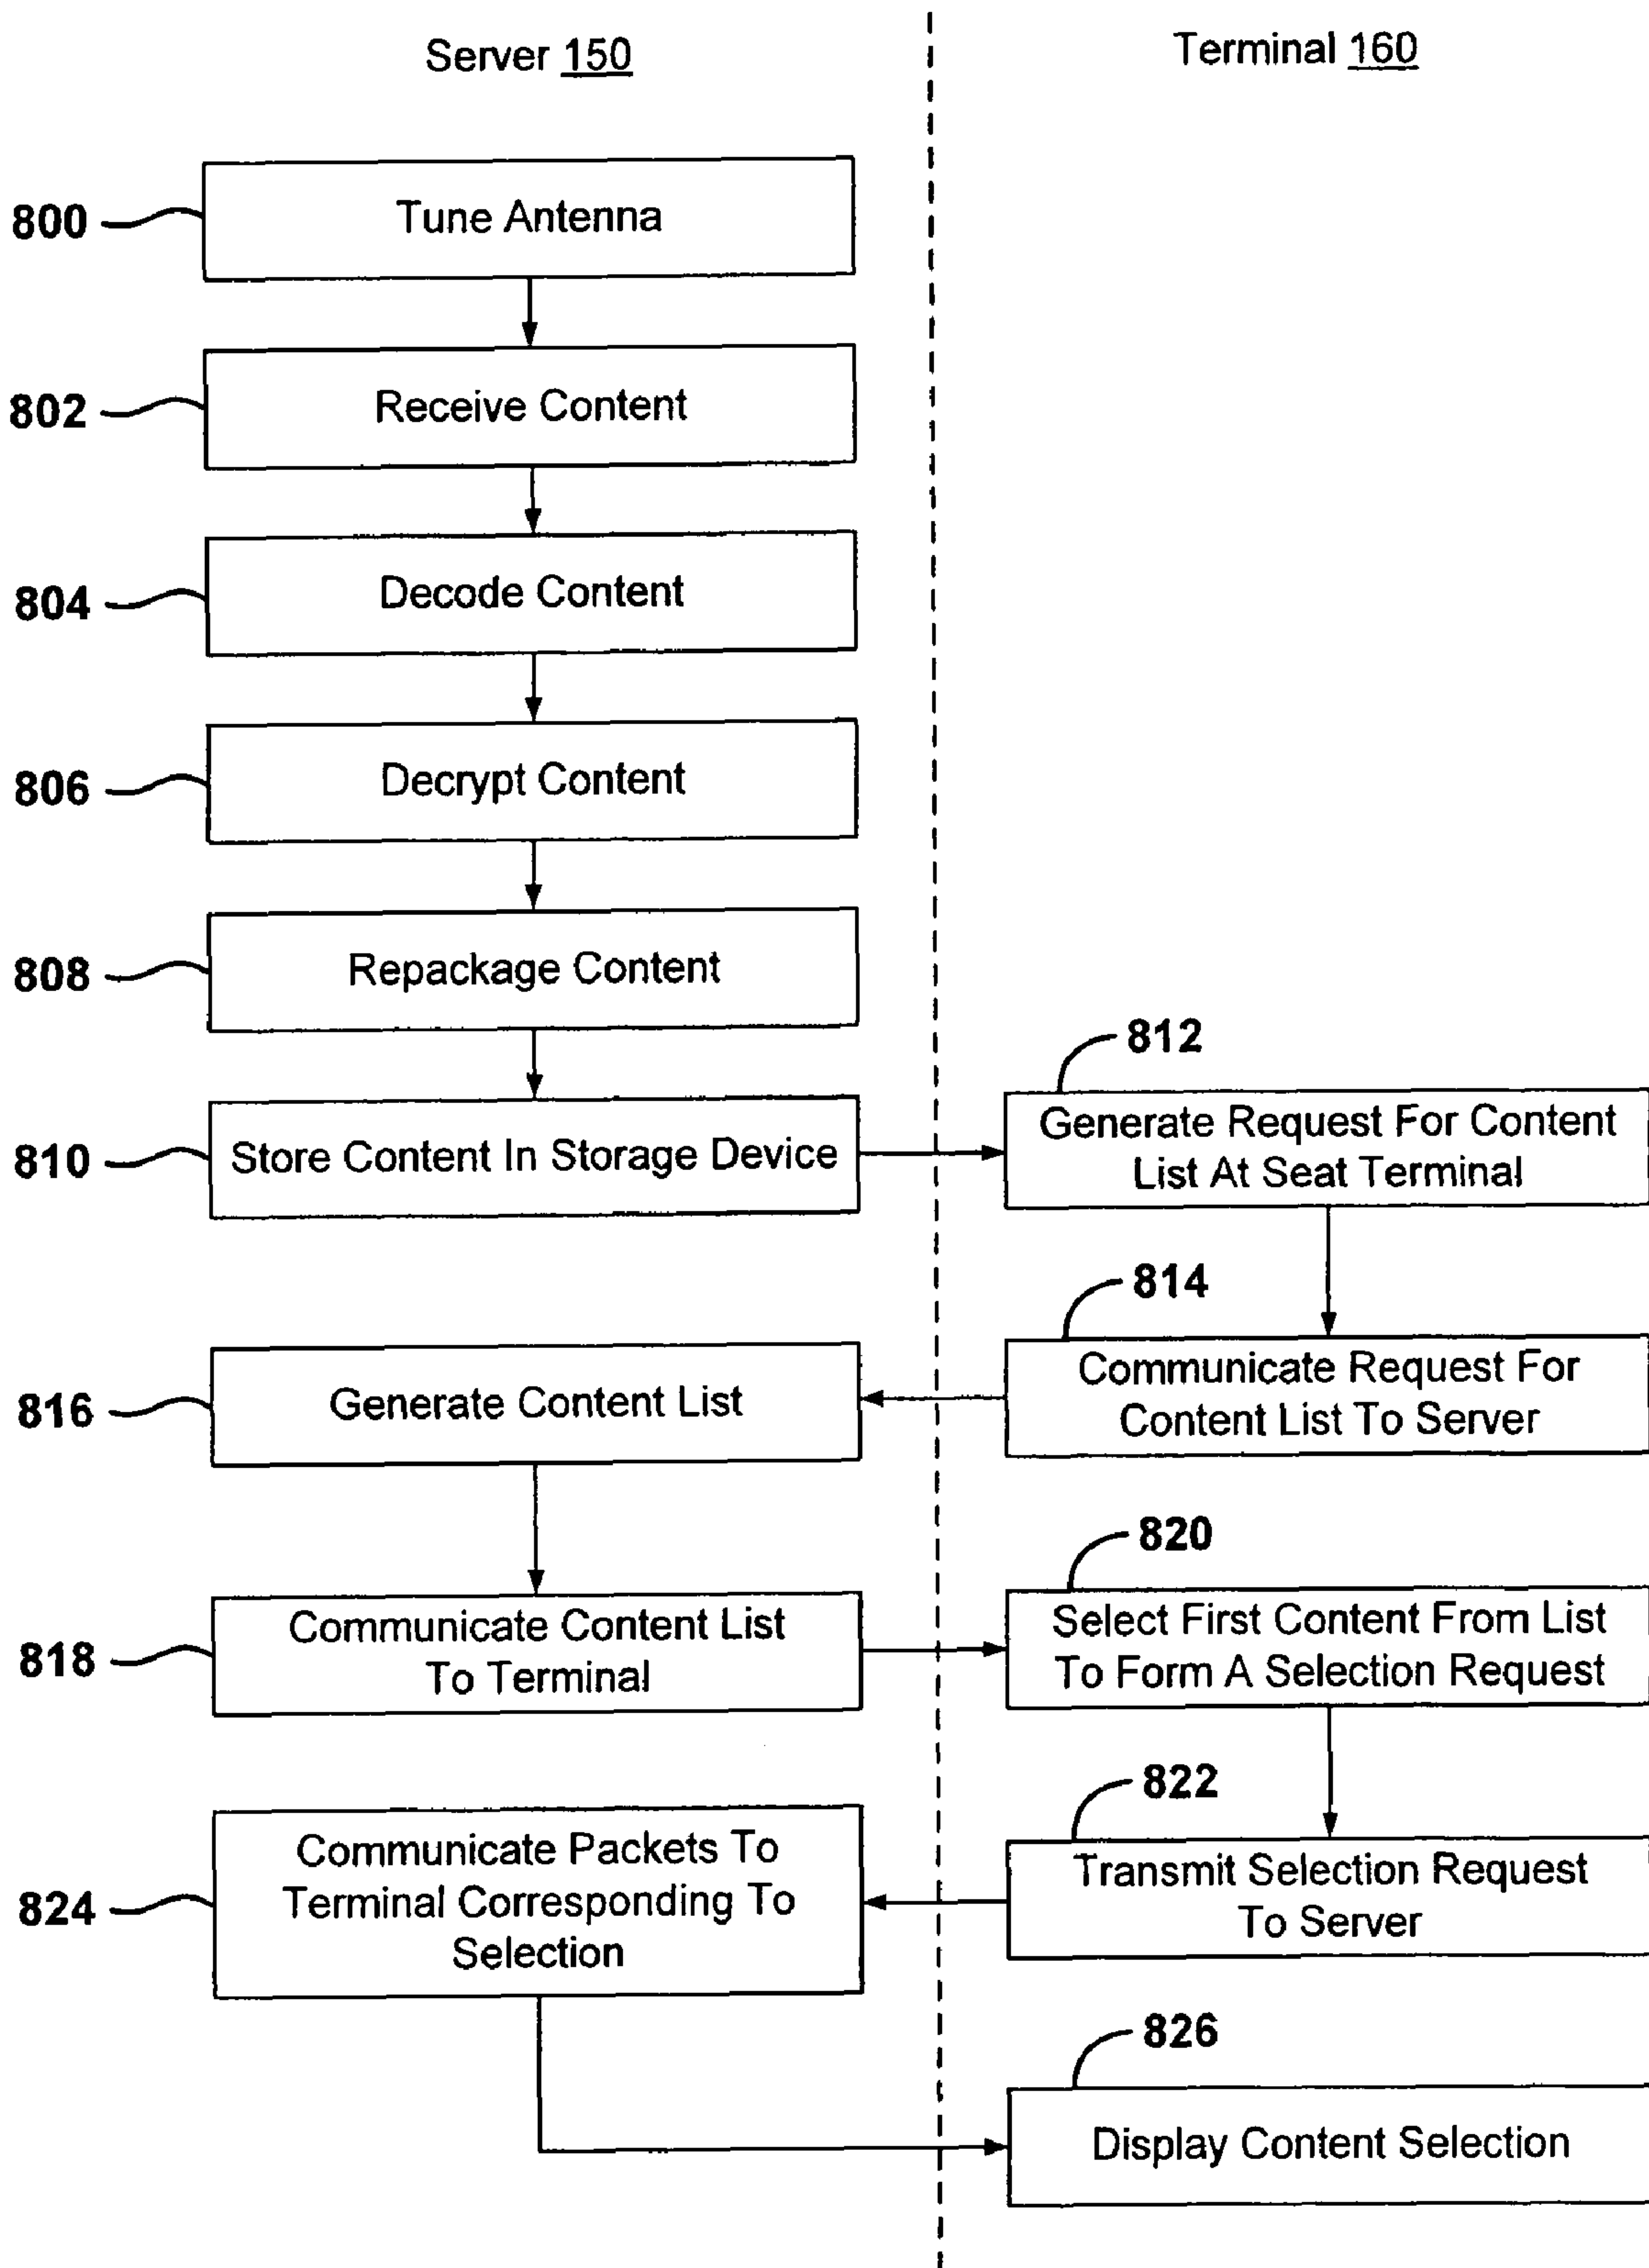 Server 150
Terminal 160
800
Tune Antenna
802
Receive Content
804
Decode Content
806
Decrypt Content
808
Repackage Content
810
Store Content In Storage Device
812
Generate Request For Content
List At Seat Terminal
814
Communicate Request For
Content List To Server
816
Generate Content List
818
Communicate Content List
To Terminal
820
Select First Content From List
To Form A Selection Request
822
Transmit Selection Request
To Server
824
Communicate Packets To
Terminal Corresponding To
Selection
826
Display Content Selection